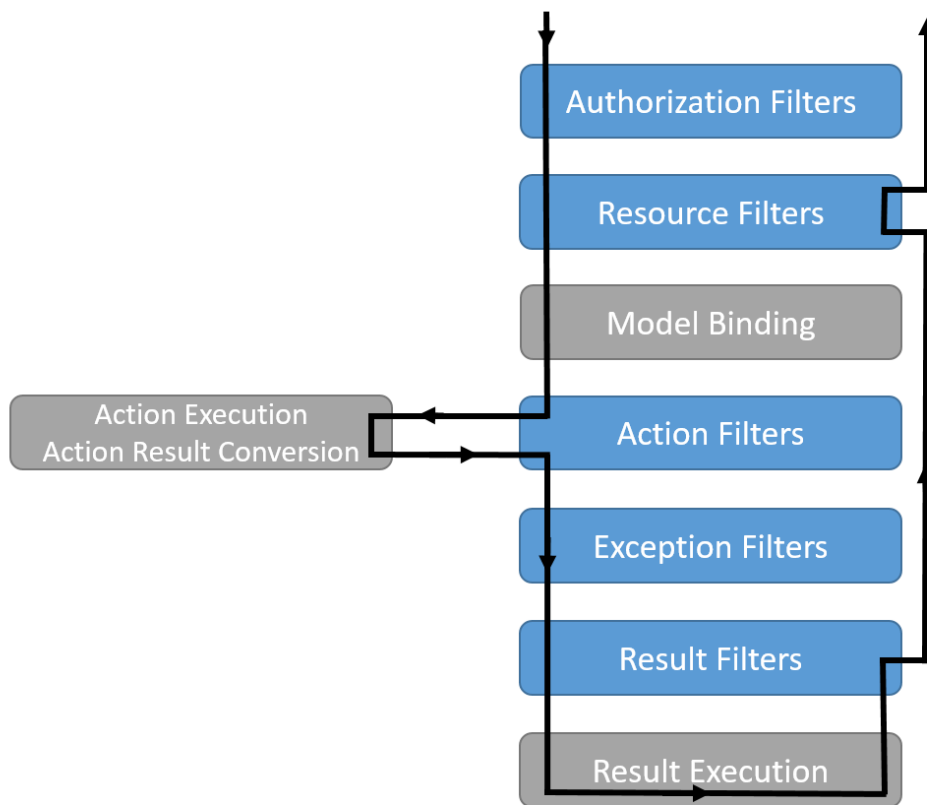 Authorization Filters
Resource Filters
Model Binding
Action Execution
Action Result Conversion
Action Filters
Exception Filters
Result Filters
Result Execution